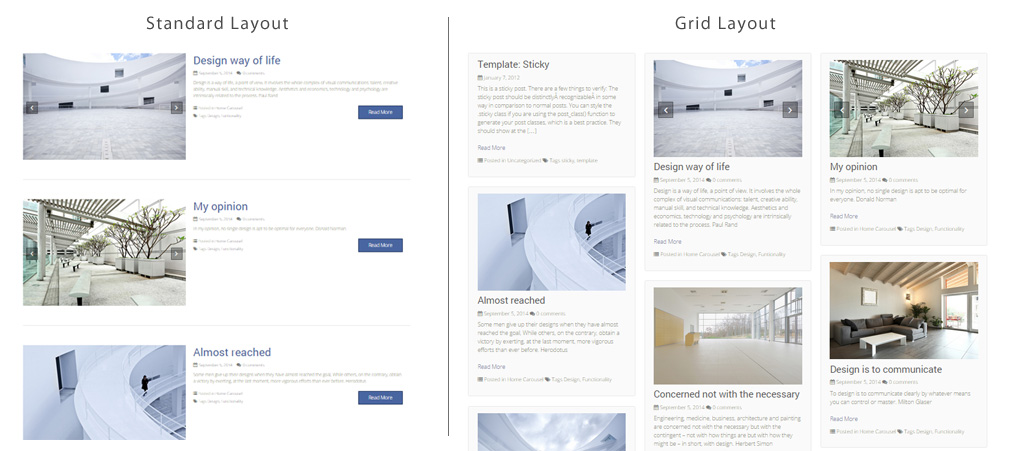 Standard Layout
Design way of life
September 5, 2014 0 comments
Design is a way of life, a point of view. It involves the whole complex of visual communications: talent, creative
ability, manual skill, and technical knowledge. Aesthetics and economics, technology and psychology are
intrinsically related to the process. Paul Rand
Posted in Home Carousel
Tags Design, Functionality
Read More
My opinion
September 5, 2014 0 comments
In my opinion, no single design is apt to be optimal for everyone. Donald Norman
Posted in Home Carousel
Tags Design, Functionality
Read More
Almost reached
September 5, 2014 0 comments
Some men give up their designs when they have almost reached the goal, While others, on the contrary, obtain
a victory by exerting, at the last moment, more vigorous efforts than ever before. Herodotus
Posted in Home Carousel
Tags Design, Functionality
Read More
Grid Layout
Template: Sticky
January 7, 2012
This is a sticky post. There are a few things to verify: The
sticky post should be distinctlyÂ recognizableÂ in some
way in comparison to normal posts. You can style the
.sticky class if you are using the post_class() function to
generate your post classes, which is a best practice. They
should show at the [...]
Read More
Posted in Uncategorized Tags sticky, template
Almost reached
September 5, 2014 0 comments
Some men give up their designs when they have almost
reached the goal, While others, on the contrary, obtain a
victory by exerting, at the last moment, more vigorous
efforts than ever before. Herodotus
Read More
Posted in Home Carousel Tags Design, Functionality
Design way of life
September 5, 2014 0 comments
Design is a way of life, a point of view. It involves the whole
complex of visual communications: talent, creative ability,
manual skill, and technical knowledge. Aesthetics and
economics, technology and psychology are intrinsically
related to the process. Paul Rand
Read More
Posted in Home Carousel Tags Design, Functionality
Concerned not with the necessary
September 5, 2014 0 comments
Engineering, medicine, business, architecture and painting
are concerned not with the necessary but with the
contingent – not with how things are but with how they
might be – in short, with design. Herbert Simon
My opinion
September 5, 2014 0 comments
In my opinion, no single design is apt to be optimal for
everyone. Donald Norman
Read More
Posted in Home Carousel Tags Design, Functionality
Design is to communicate
September 5, 2014 0 comments
To design is to communicate clearly by whatever means
you can control or master. Milton Glaser
Read More
Posted in Home Carousel Tags Design, Functionality